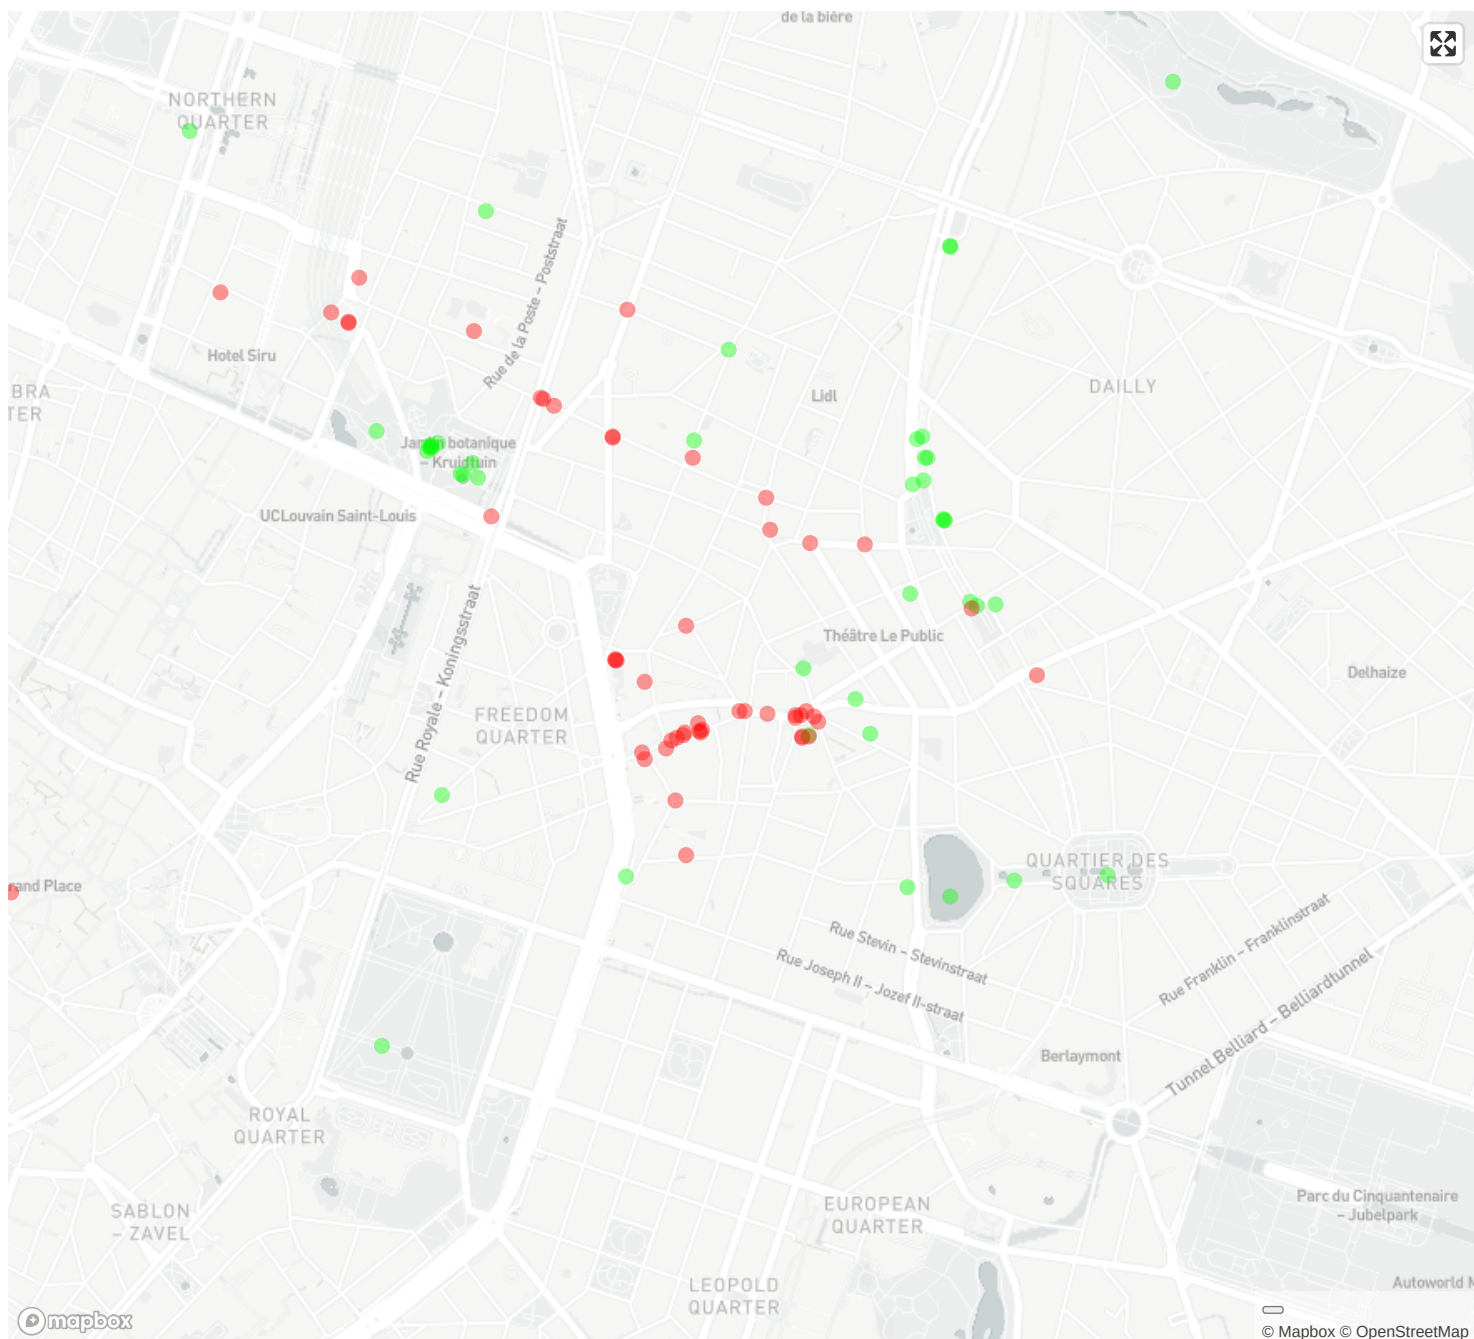 de la bière
NORTHERN
QUARTER
Rue de la Poste – Poststraat
Hotel Siru
BRA
TER
Lidl
DAILLY
Jardin botanique
– Kruidtuin
UCLouvain Saint-Louis
Rue Royale – Koningsstraat
Théâtre Le Public
Delhaize
FREEDOM
QUARTER
rand Place
QUARTIER DES
SQUARES
Rue Stevin – Stevinstraat
Rue Joseph II – Jozef II-straat
Rue Franklin – Franklinstraat
Tunnel Belliard – Belliardtunnel
Berlaymont
ROYAL
QUARTER
SABLON
– ZAVEL
EUROPEAN
QUARTER
Parc du Cinquantenaire
– Jubelpark
LEOPOLD
QUARTER
Autoworld M
mapbox
© Mapbox © OpenStreetMap